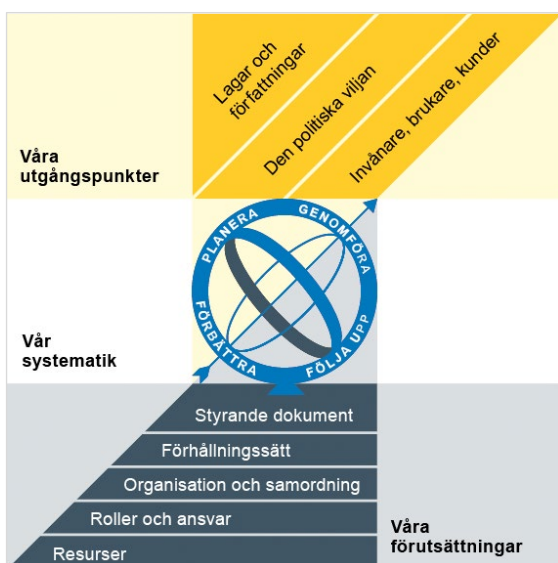 Lagar och
författningar
Den politiska viljan
Invånare, brukare, kunder
Våra
utgångspunkter
PLANERA
GENOMFÖRA
FÖLJA UPP
FÖRBÄTTRA
Vår
systematik
Styrande dokument
Förhållningssätt
Organisation och samordning
Roller och ansvar
Resurser
Våra
förutsättningar